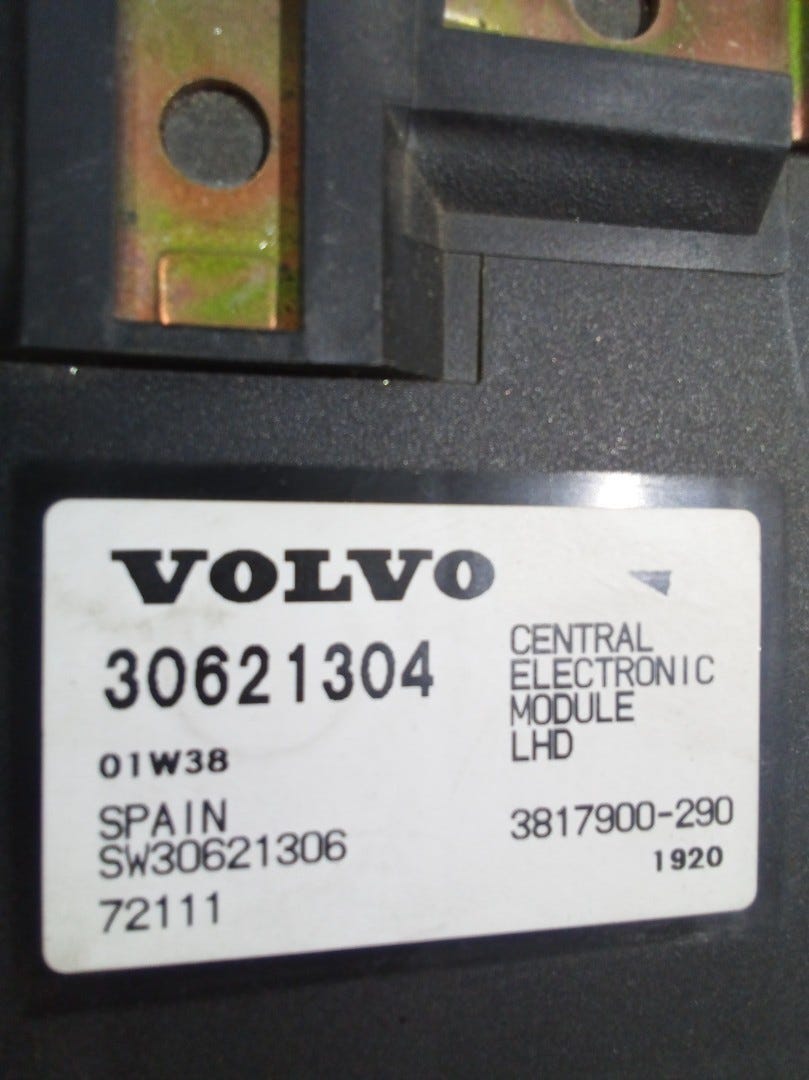 VOLVO
30621304
CENTRAL
ELECTRONIC
MODULE
LHD
01W38
SPAIN
SW30621306
72111
3817900-290
1920